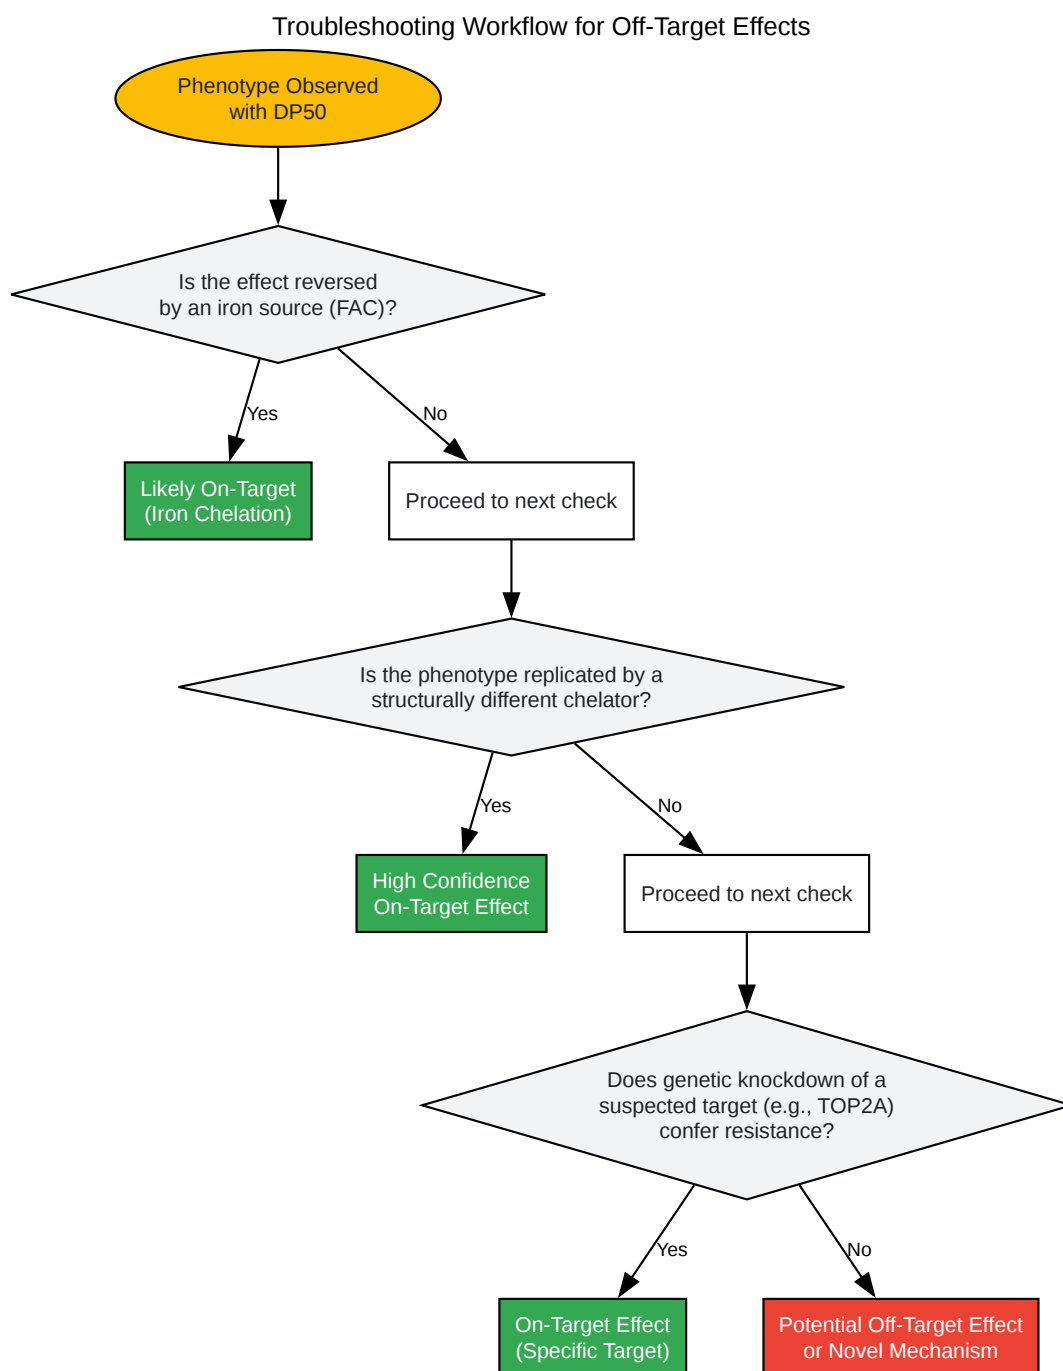 Troubleshooting Workflow for Off-Target Effects
Phenotype Observed
with DP50
Is the effect reversed
by an iron source (FAC)?
Yes
No
Likely On-Target
(Iron Chelation)
Proceed to next check
Is the phenotype replicated by a
structurally different chelator?
Yes
No
High Confidence
On-Target Effect
Proceed to next check
Does genetic knockdown of a
suspected target (e.g., TOP2A)
confer resistance?
Yes
No
On-Target Effect
(Specific Target)
Potential Off-Target Effect
or Novel Mechanism